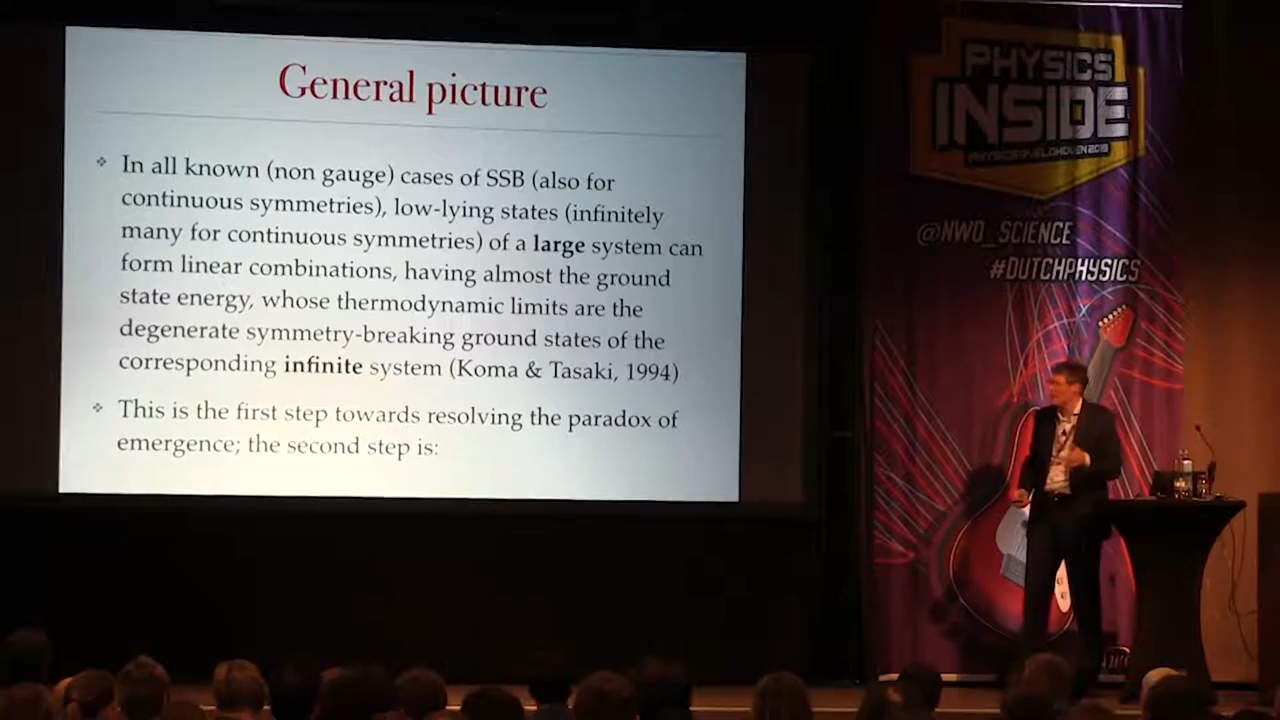 General picture
In all known (non gauge) cases of SSB (also for
continuous symmetries), low-lying states (infinitely
many for continuous symmetries) of a large system can
form linear combinations, having almost the ground
state energy, whose thermodynamic limits are the
degenerate symmetry-breaking ground states of the
corresponding infinite system (Koma & Tasaki, 1994)
This is the first step towards resolving the paradox of
emergence; the second step is:
PHYSICS
INSIDE
PHYSICS@VELDHOVEN 2015
@NWO_SCIENCE
#DUTCHPHYSICS